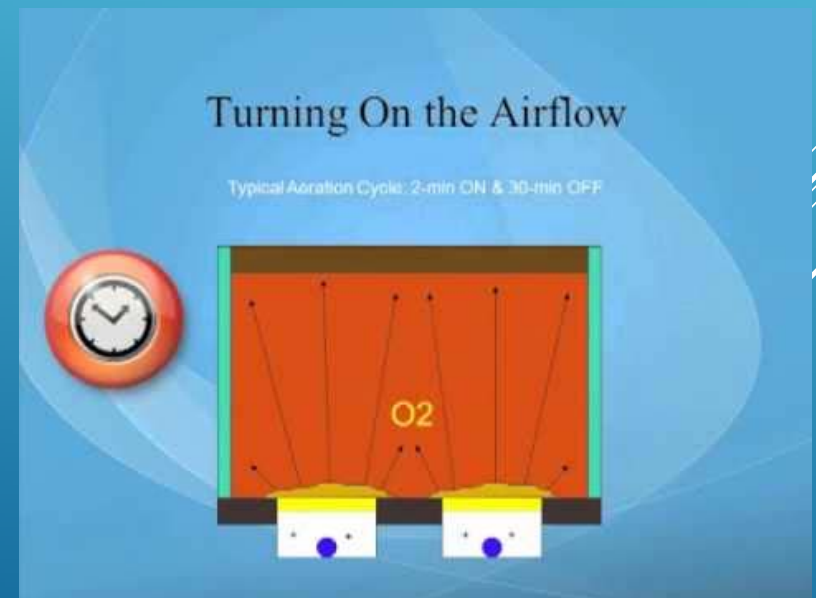 Turning On the Airflow
Typical Aeration Cycle: 2-min ON & 30-min OFF
O2